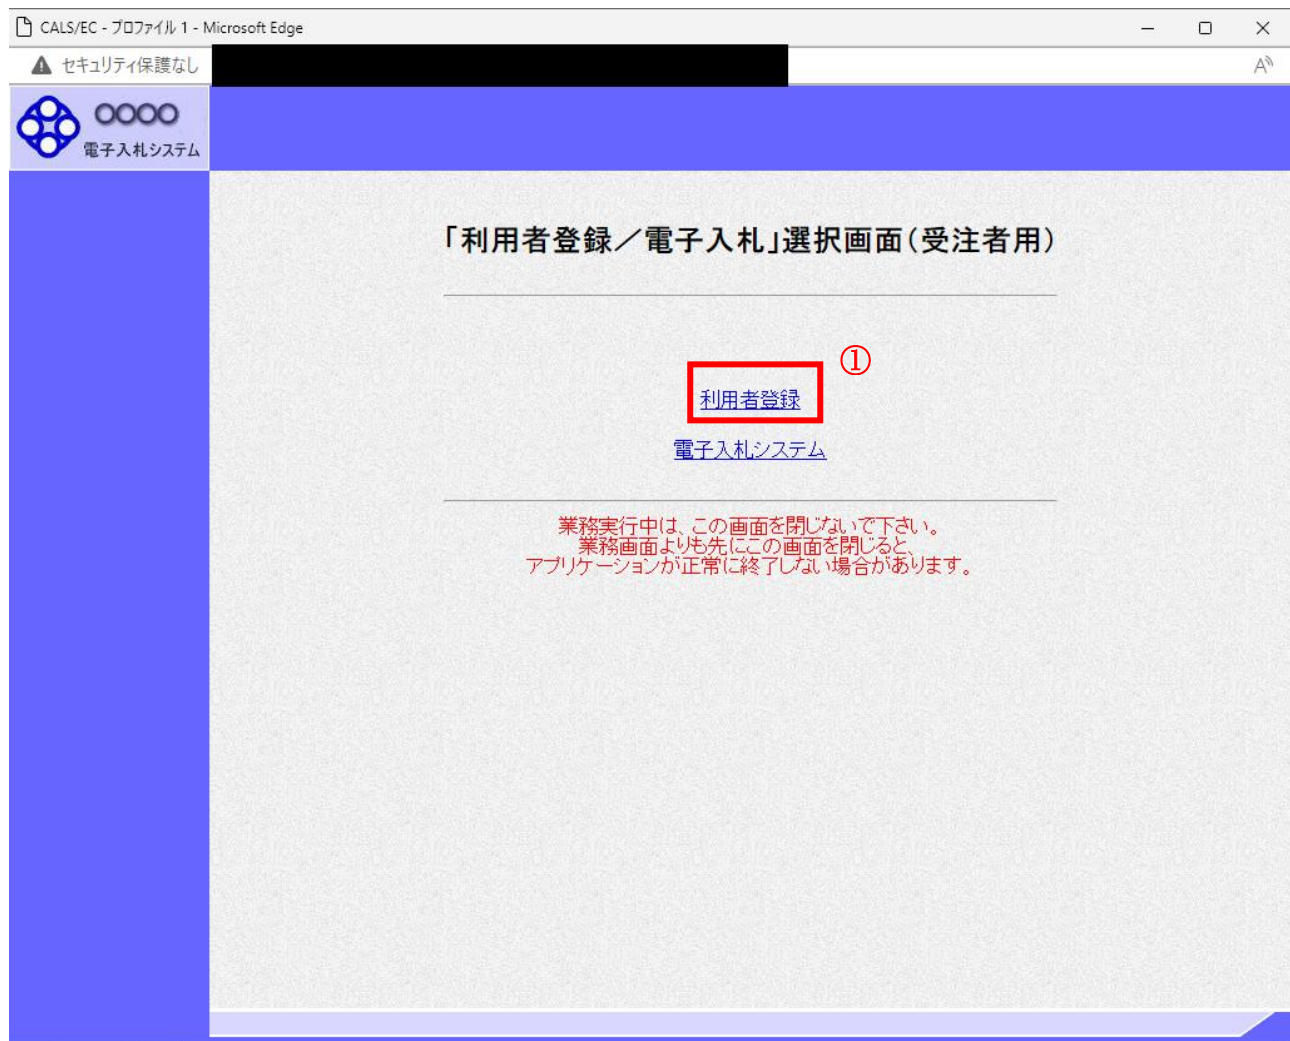 CALS/EC - プロファイル 1 - Microsoft Edge
セキュリティ保護なし
A
〇〇〇〇
電子入札システム
「利用者登録／電子入札」選択画面(受注者用)
①
利用者登録
電子入札システム
業務実行中は、この画面を閉じないで下さい。
業務画面よりも先にこの画面を閉じると、
アプリケーションが正常に終了しない場合があります。